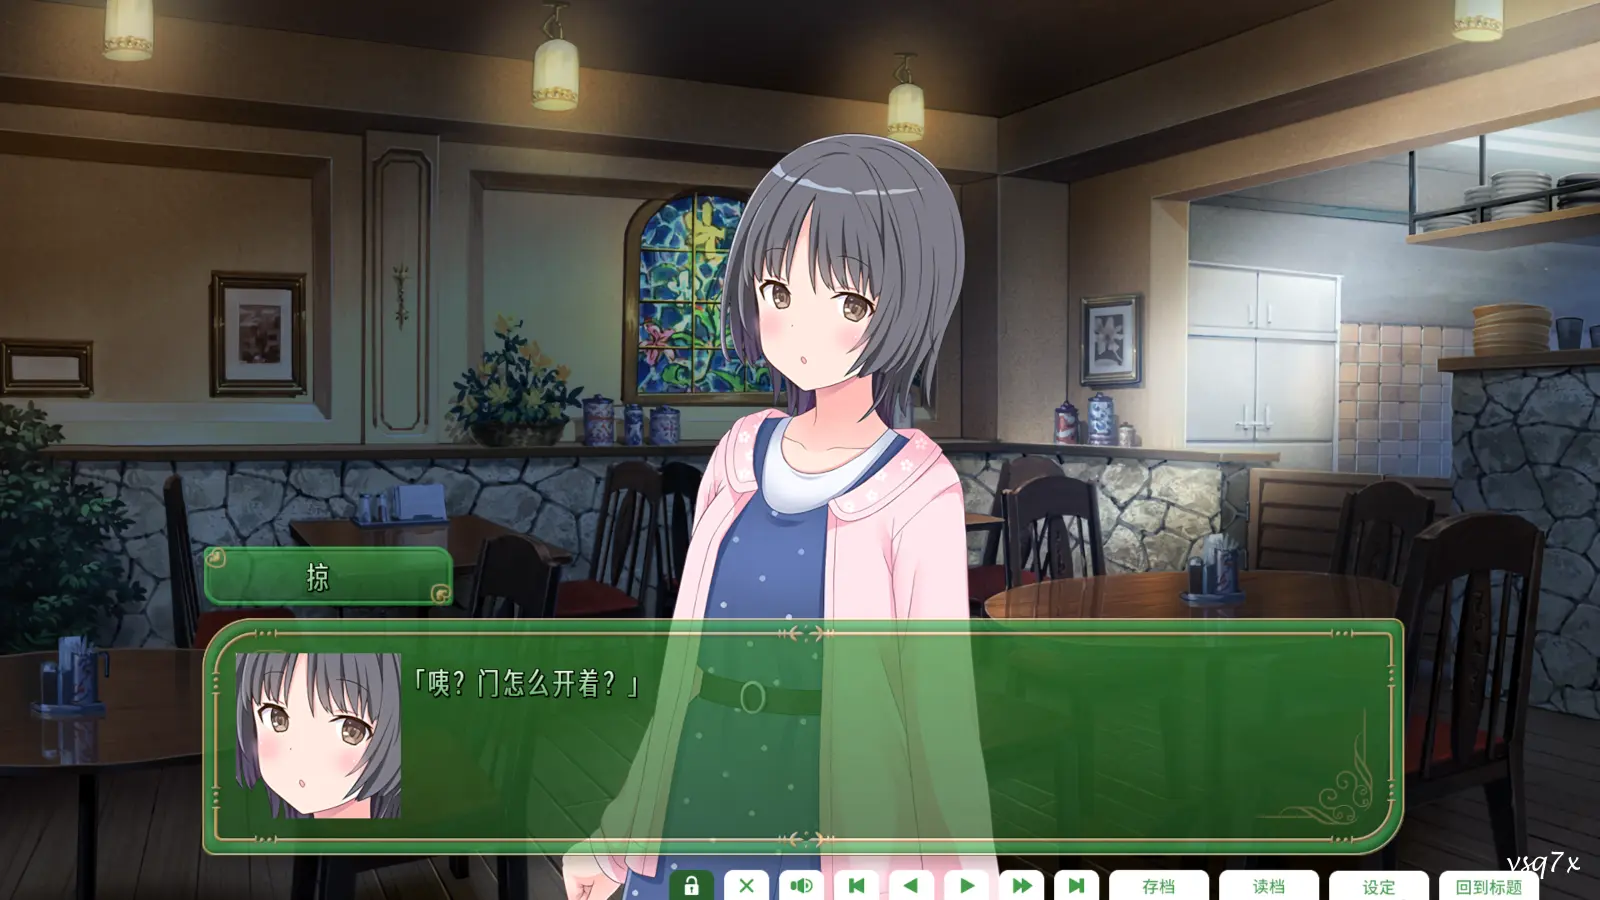 掠
「咦？门怎么开着？」
存档
读档
设定
回到标题
vsq7x